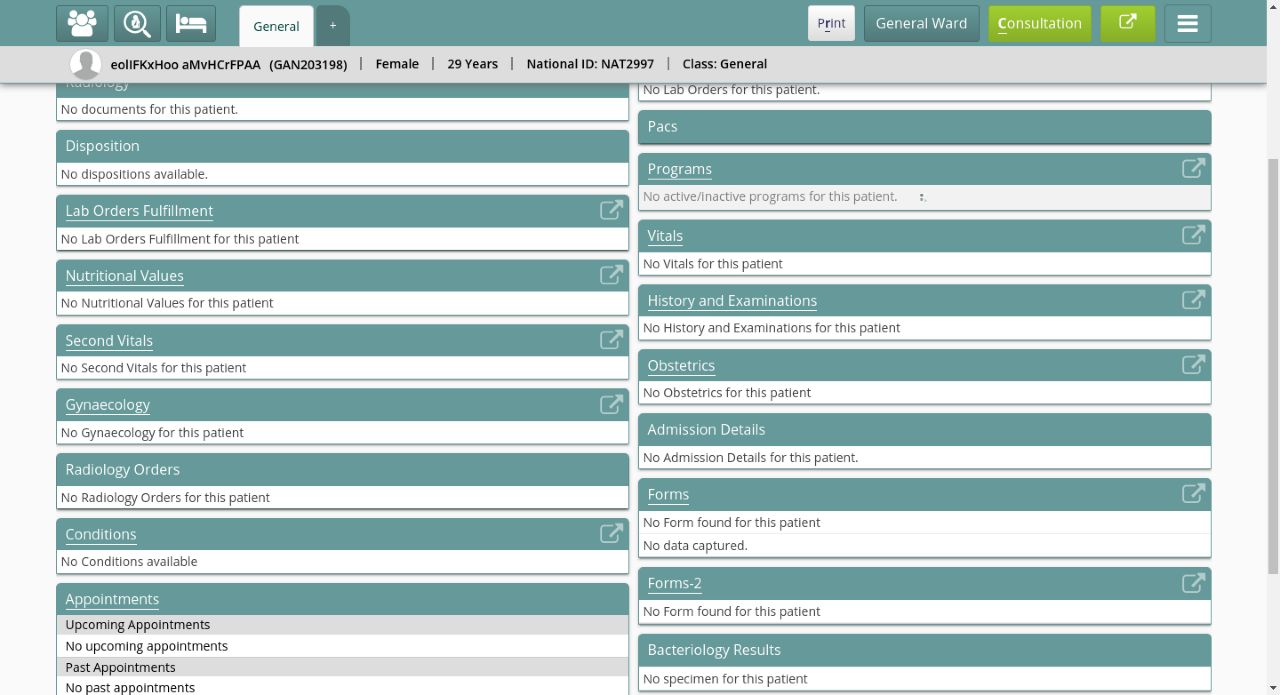 General
+
Print
General Ward
Consultation
eolIFKxHoo aMvHCrFPAA (GAN203198) | Female | 29 Years | National ID: NAT2997 | Class: General
Radiology
No documents for this patient.
Disposition
No dispositions available.
Lab Orders Fulfillment
No Lab Orders Fulfillment for this patient
Nutritional Values
No Nutritional Values for this patient
Second Vitals
No Second Vitals for this patient
Gynaecology
No Gynaecology for this patient
Radiology Orders
No Radiology Orders for this patient
Conditions
No Conditions available
Appointments
Upcoming Appointments
No upcoming appointments
Past Appointments
No past appointments
No Lab Orders for this patient.
Pacs
Programs
No active/inactive programs for this patient.
Vitals
No Vitals for this patient
History and Examinations
No History and Examinations for this patient
Obstetrics
No Obstetrics for this patient
Admission Details
No Admission Details for this patient.
Forms
No Form found for this patient
No data captured.
Forms-2
No Form found for this patient
Bacteriology Results
No specimen for this patient